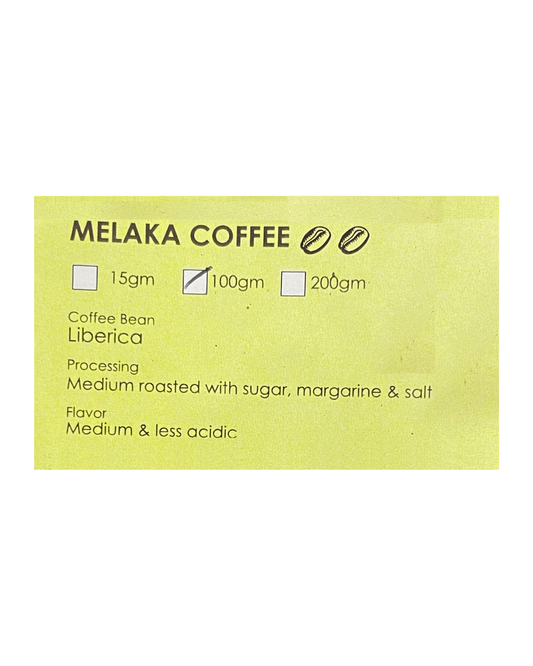 MELAKA COFFEE
15gm 100gm 200gm
Coffee Bean
Liberica
Processing
Medium roasted with sugar, margarine & salt
Flavor
Medium & less acidic